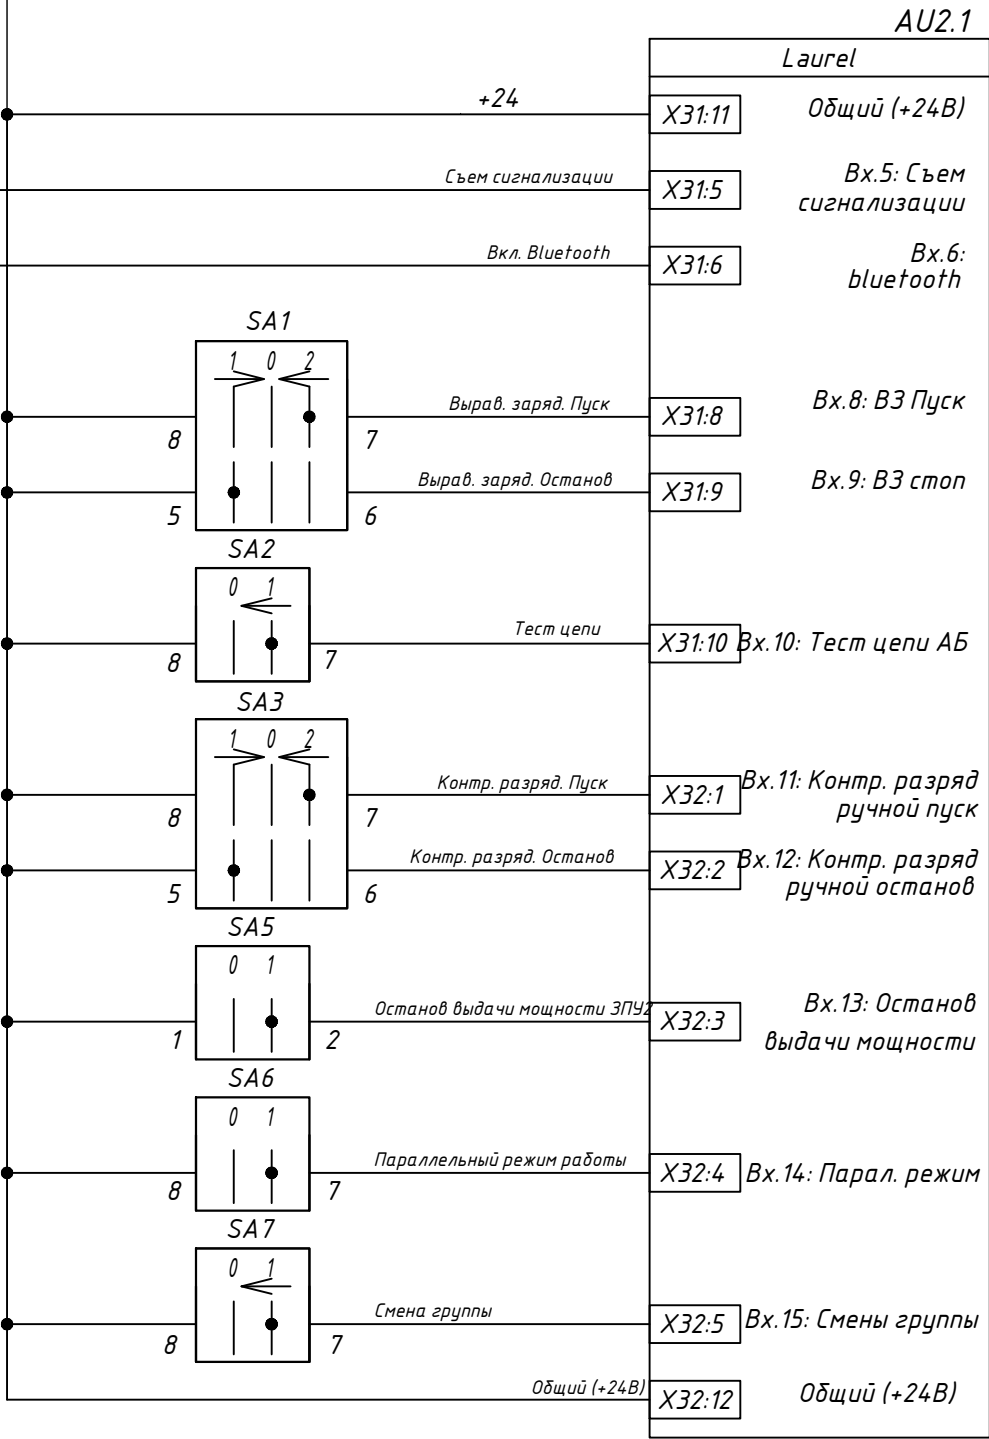 AU2.1
Laurel
+24
X31:11
Общий (+24В)
Съем сигнализации
X31:5
Вх.5: Съем
сигнализации
Вкл. Bluetooth
X31:6
Вх.6:
bluetooth
SA1
1 0 2
Вырав. заряд. Пуск
X31:8
Вх.8: ВЗ Пуск
8 7
Вырав. заряд. Останов
X31:9
Вх.9: ВЗ стоп
5 6
SA2
0 1
Тест цепи
X31:10
Вх.10: Тест цепи АБ
8 7
SA3
1 0 2
Контр. разряд. Пуск
X32:1
Вх.11: Контр. разряд
ручной пуск
8 7
Контр. разряд. Останов
X32:2
Вх.12: Контр. разряд
ручной останов
5 6
SA5
0 1
Останов выдачи мощности ЗПУ2
X32:3
Вх.13: Останов
выдачи мощности
1 2
SA6
0 1
Параллельный режим работы
X32:4
Вх.14: Парал. режим
8 7
SA7
0 1
Смена группы
X32:5
Вх.15: Смены группы
8 7
Общий (+24В)
X32:12
Общий (+24В)